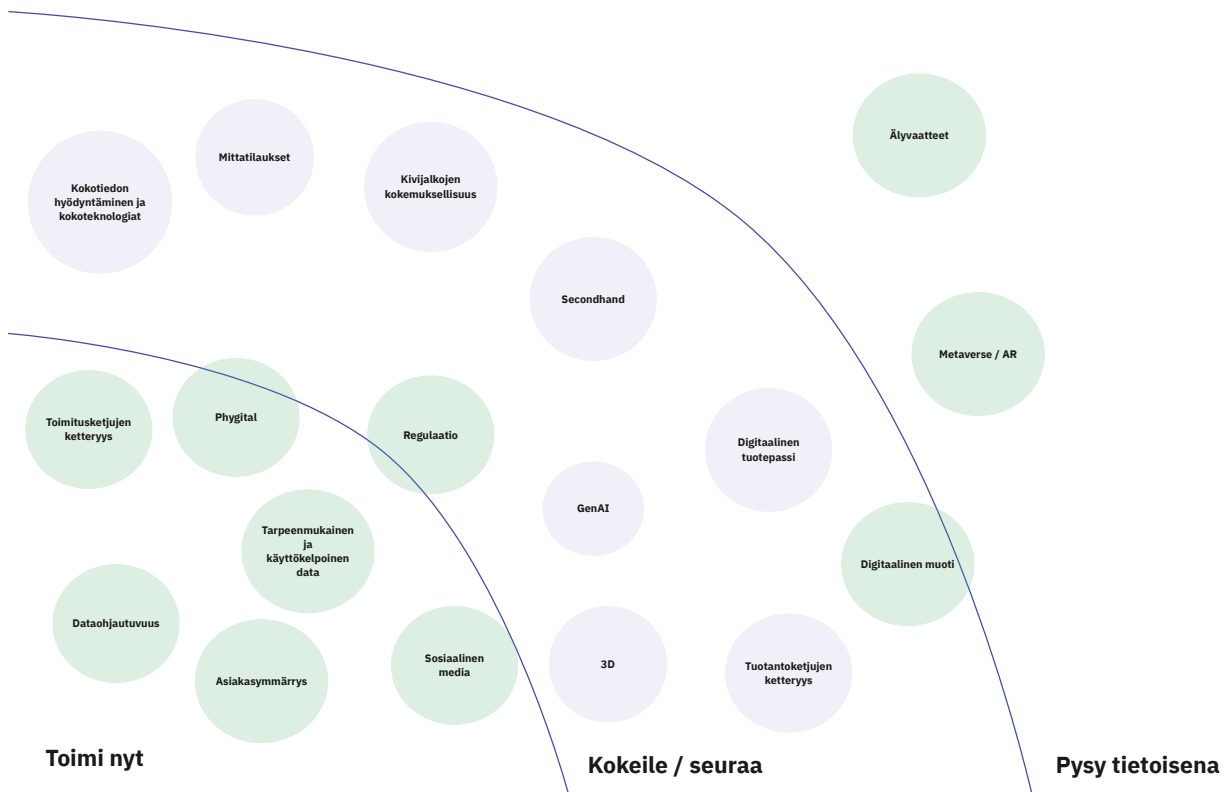 Älyvaatteet
Mittatilaukset
Kivijalkojen
kokemuksellisuus
Kokotiedon
hyödyntäminen ja
kokoteknologiat
Secondhand
Metaverse / AR
Toimitusketjujen
ketteryys
Phygital
Regulaatio
Digitaalinen
tuotepassi
GenAI
Tarpeenmukainen
ja
käyttökelpoinen
data
Digitaalinen muoti
Dataohjautuvuus
Asiakasymmärrys
Sosiaalinen
media
3D
Tuotantoketjujen
ketteryys
Toimi nyt
Kokeile / seuraa
Pysy tietoisena